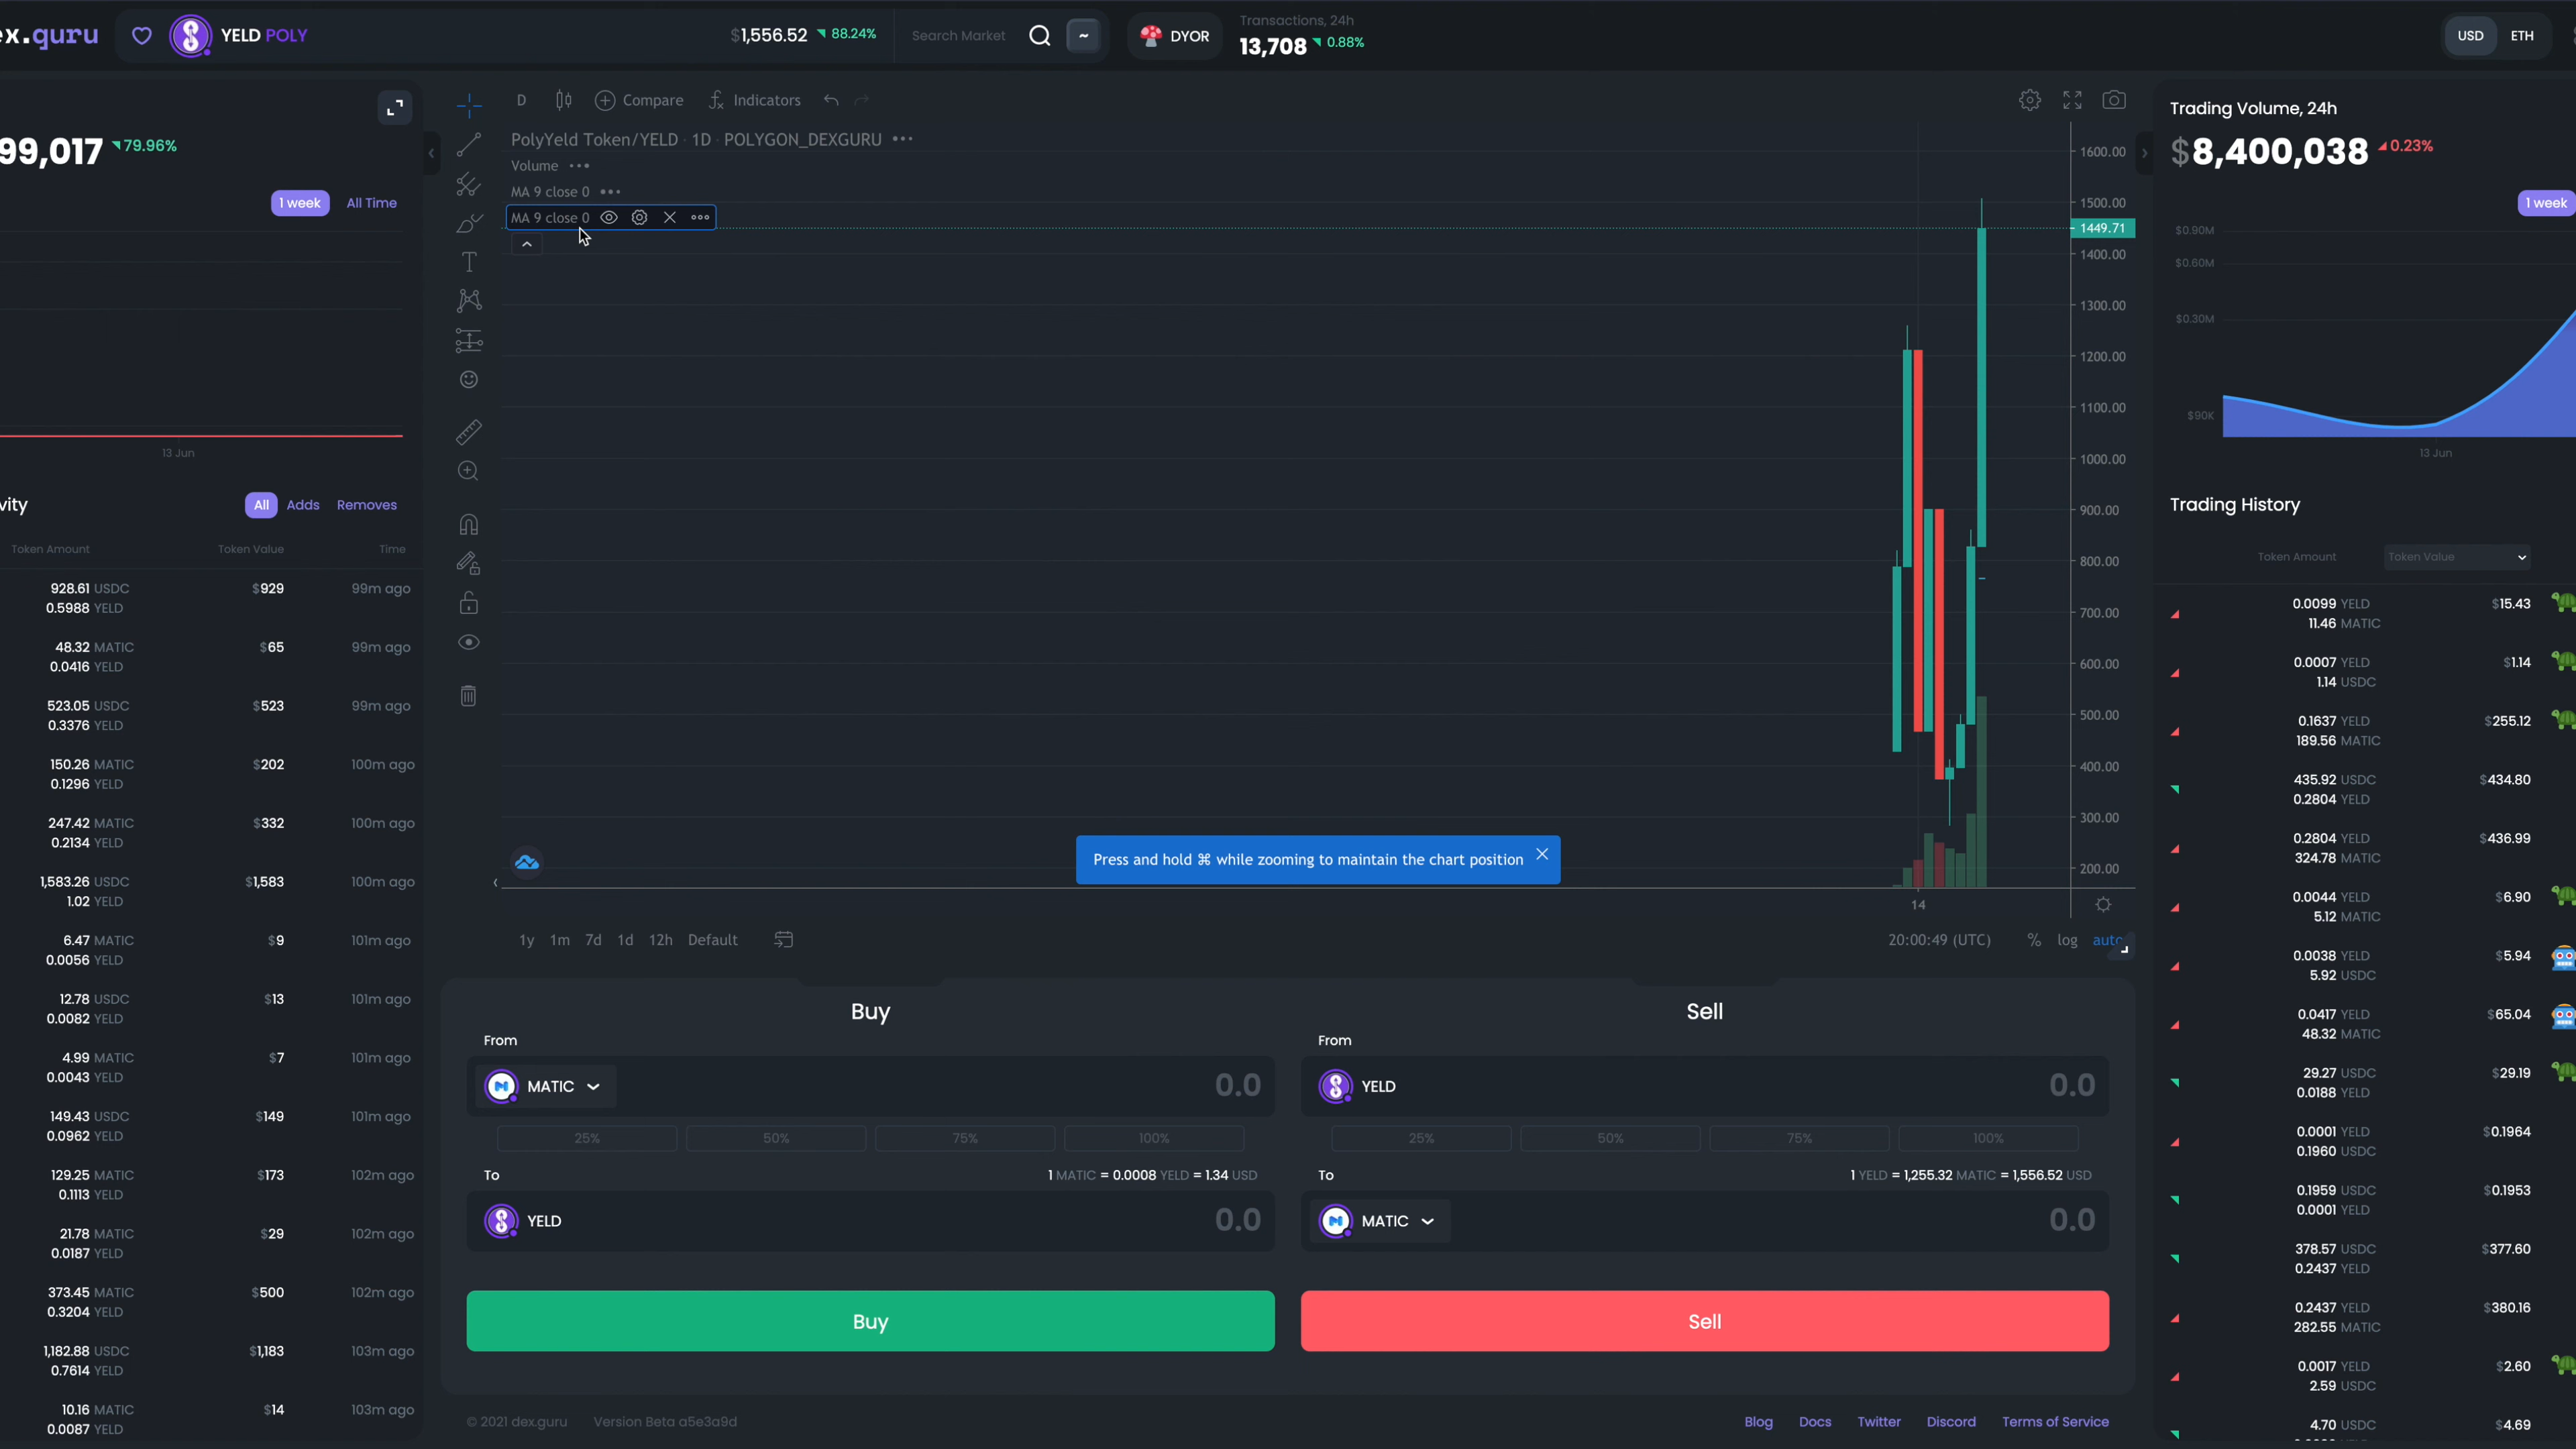 ex.guru
YELD POLY
$1,556.52 88.24%
Search Market
~
DYOR
Transactions, 24h
13,708 0.88%
USD ETH
99,017 79.96%
1 week All Time
13 Jun
vity
All Adds Removes
Token Amount Token Value Time
928.61 USDC $929 99m ago
0.5988 YELD
48.32 MATIC $65 99m ago
0.0416 YELD
523.05 USDC $523 99m ago
0.3376 YELD
150.26 MATIC $202 100m ago
0.1296 YELD
247.42 MATIC $332 100m ago
0.2134 YELD
1,583.26 USDC $1,583 100m ago
1.02 YELD
6.47 MATIC $9 101m ago
0.0056 YELD
12.78 USDC $13 101m ago
0.0082 YELD
4.99 MATIC $7 101m ago
0.0043 YELD
149.43 USDC $149 101m ago
0.0962 YELD
129.25 MATIC $173 102m ago
0.1113 YELD
21.78 MATIC $29 102m ago
0.0187 YELD
373.45 MATIC $500 102m ago
0.3204 YELD
1,182.88 USDC $1,183 103m ago
0.7614 YELD
10.16 MATIC $14 103m ago
0.0087 YELD
D Compare Indicators
PolyYeld Token/YELD · 1D · POLYGON_DEXGURU
Volume
MA 9 close 0
MA 9 close 0
1600.00
1500.00
1449.71
1400.00
1300.00
1200.00
1100.00
1000.00
900.00
800.00
700.00
600.00
500.00
400.00
300.00
200.00
Press and hold ⌘ while zooming to maintain the chart position
14
1y 1m 7d 1d 12h Default
20:00:49 (UTC) % log auto
Buy
From
MATIC 0.0
25% 50% 75% 100%
To 1 MATIC = 0.0008 YELD = 1.34 USD
YELD 0.0
Buy
Sell
From
YELD 0.0
25% 50% 75% 100%
To 1 YELD = 1,255.32 MATIC = 1,556.52 USD
MATIC 0.0
Sell
© 2021 dex.guru Version Beta a5e3a9d
Blog Docs Twitter Discord Terms of Service
Trading Volume, 24h
$8,400,038 0.23%
1 week
$0.90M
$0.60M
$0.30M
$90K
13 Jun
Trading History
Token Amount Token Value
0.0099 YELD $15.43
11.46 MATIC
0.0007 YELD $1.14
1.14 USDC
0.1637 YELD $255.12
189.56 MATIC
435.92 USDC $434.80
0.2804 YELD
0.2804 YELD $436.99
324.78 MATIC
0.0044 YELD $6.90
5.12 MATIC
0.0038 YELD $5.94
5.92 USDC
0.0417 YELD $65.04
48.32 MATIC
29.27 USDC $29.19
0.0188 YELD
0.0001 YELD $0.1964
0.1960 USDC
0.1959 USDC $0.1953
0.0001 YELD
378.57 USDC $377.60
0.2437 YELD
0.2437 YELD $380.16
282.55 MATIC
0.0017 YELD $2.60
2.59 USDC
4.70 USDC $4.69